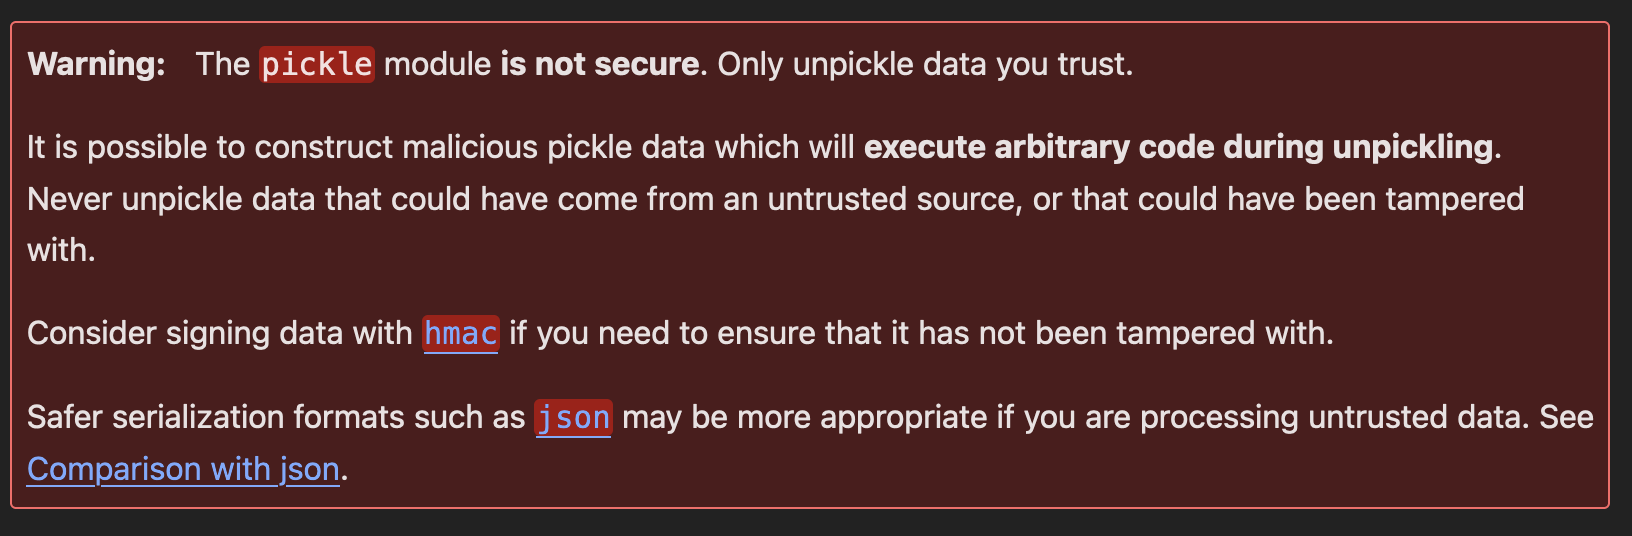 Warning: The pickle module is not secure. Only unpickle data you trust.
It is possible to construct malicious pickle data which will execute arbitrary code during unpickling.
Never unpickle data that could have come from an untrusted source, or that could have been tampered
with.
Consider signing data with hmac if you need to ensure that it has not been tampered with.
Safer serialization formats such as json may be more appropriate if you are processing untrusted data. See
Comparison with json.